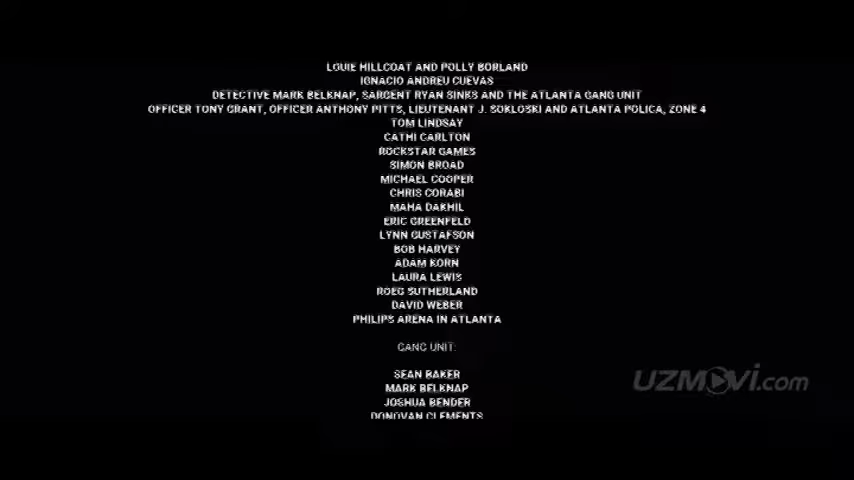 LOUIE HILLCOAT AND POLLY BORLAND
IGNACIO ANDREU CUEVAS
DETECTIVE MARK BELKNAP, SARGENT RYAN SINKS AND THE ATLANTA GANG UNIT
OFFICER TONY GRANT, OFFICER ANTHONY PITTS, LIEUTENANT J. SOKLOSKI AND ATLANTA POLICA, ZONE 4
TOM LINDSAY
CATHI CARLTON
ROCKSTAR GAMES
SIMON BROAD
MICHAEL COOPER
CHRIS CORABI
MAHA DAKHIL
ERIC GREENFELD
LYNN GUSTAFSON
BOB HARVEY
ADAM KORN
LAURA LEWIS
ROEG SUTHERLAND
DAVID WEBER
PHILIPS ARENA IN ATLANTA
GANG UNIT:
SEAN BAKER
MARK BELKNAP
JOSHUA BENDER
DONOVAN CLEMENTS
UZMOVi.com